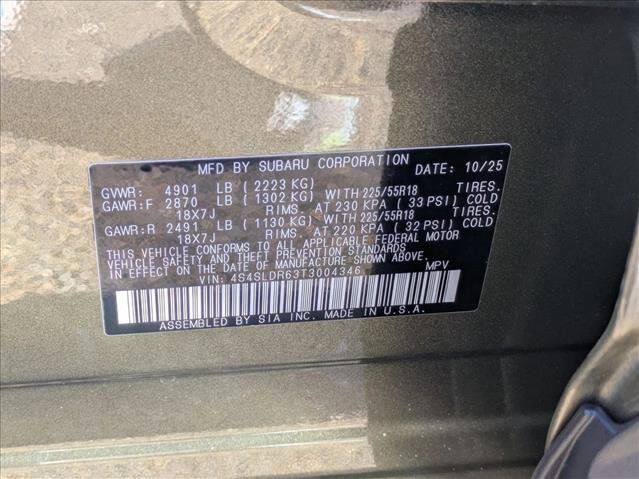 MFD BY SUBARU CORPORATION DATE: 10/25
GVWR: 4901 LB ( 2223 KG)
GAWR:F 2870 LB ( 1302 KG) WITH 225/55R18 TIRES.
18X7J RIMS. AT 230 KPA ( 33 PSI) COLD
GAWR:R 2491 LB ( 1130 KG) WITH 225/55R18 TIRES.
18X7J RIMS. AT 220 KPA ( 32 PSI) COLD
THIS VEHICLE CONFORMS TO ALL APPLICABLE FEDERAL MOTOR
VEHICLE SAFETY AND THEFT PREVENTION STANDARDS
IN EFFECT ON THE DATE OF MANUFACTURE SHOWN ABOVE.
VIN: 4S4SLDR63T3004346 MPV
ASSEMBLED BY SIA INC. MADE IN U.S.A.